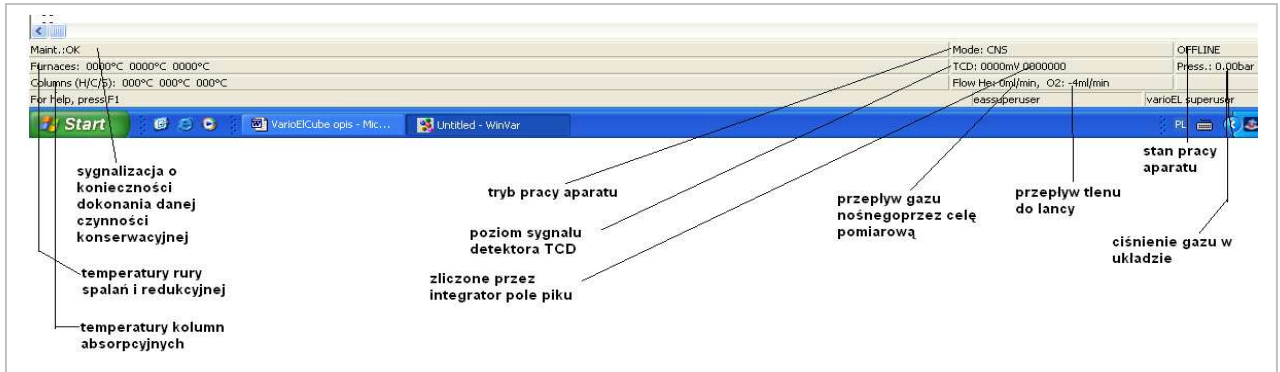 Maint.:OK
Mode: CNS
OFFLINE
Furnaces: 0000°C 0000°C 0000°C
TCD: 0000mV 0000000
Press.: 0.00bar
Columns (H/C/S): 000°C 000°C 000°C
Flow He: 0ml/min, O2: -4ml/min
For help, press F1
eassuperuser
varioEL superuser
Start
VarioElCube opis - Mic...
Untitled - WinVar
PL
sygnalizacja o
konieczności
dokonania danej
czynności
konserwacyjnej
temperatury rury
spalań i redukcyjnej
temperatury kolumn
absorpcyjnych
tryb pracy aparatu
poziom sygnału
detektora TCD
zliczone przez
integrator pole piku
przepływ gazu
nośnegoprzez celę
pomiarową
przepływ tlenu
do lancy
stan pracy
aparatu
ciśnienie gazu w
układzie